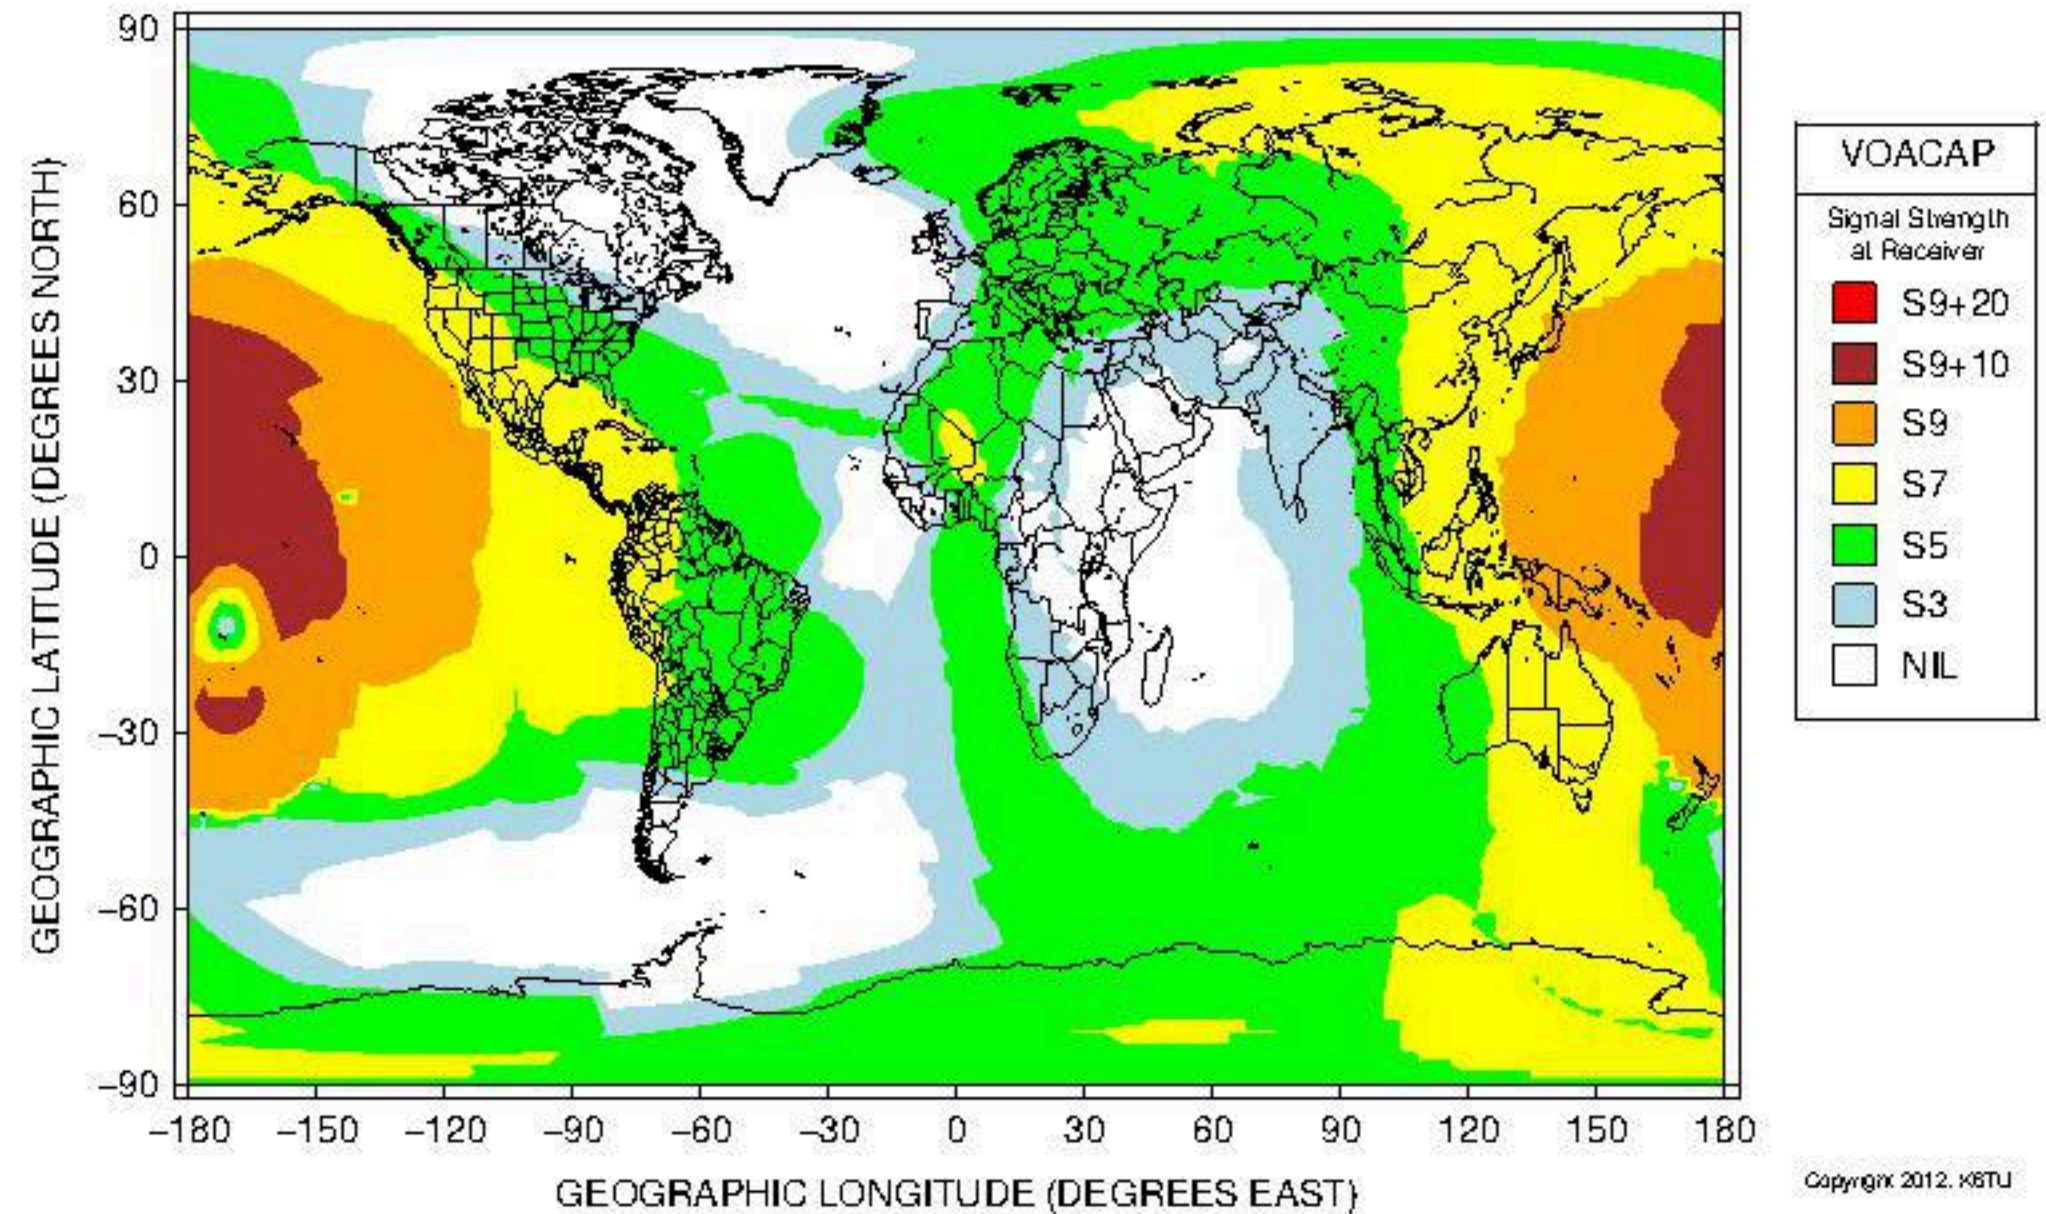 90
60
30
0
−30
−60
−90
GEOGRAPHIC LATITUDE (DEGREES NORTH)
−180 −150 −120 −90 −60 −30 0 30 60 90 120 150 180
GEOGRAPHIC LONGITUDE (DEGREES EAST)
VOACAP
Signal Strength
at Receiver
S9+20
S9+10
S9
S7
S5
S3
NIL
Copyright 2012, K6TU